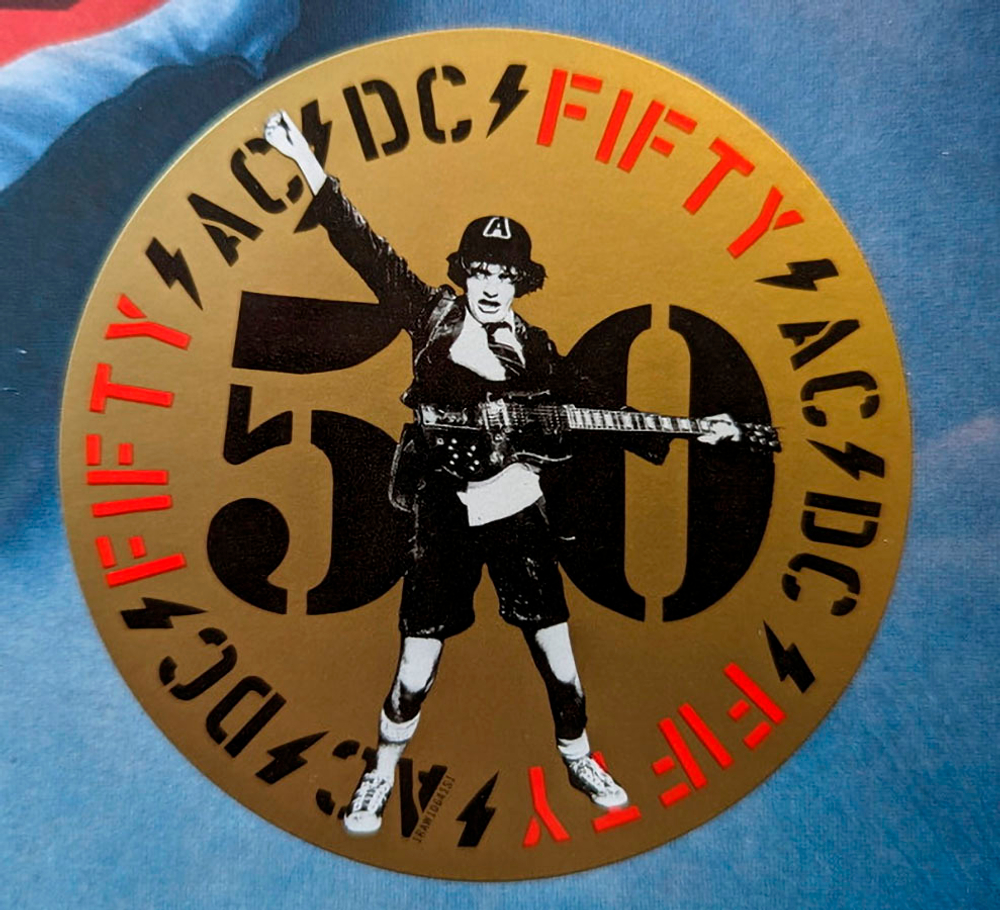 AC⚡DC ⚡ FIFTY ⚡ AC⚡DC ⚡ FIFTY ⚡ AC⚡DC ⚡ FIFTY ⚡
A
50